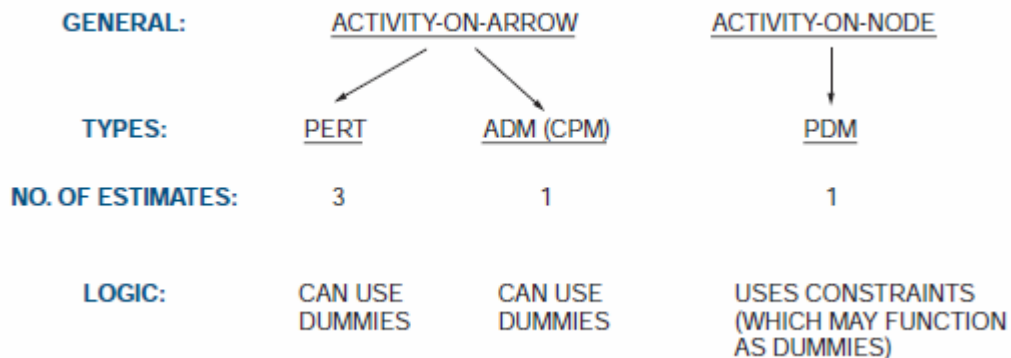 GENERAL: ACTIVITY-ON-ARROW ACTIVITY-ON-NODE
TYPES: PERT ADM (CPM) PDM
NO. OF ESTIMATES: 3 1 1
LOGIC: CAN USE CAN USE USES CONSTRAINTS
DUMMIES DUMMIES (WHICH MAY FUNCTION
AS DUMMIES)